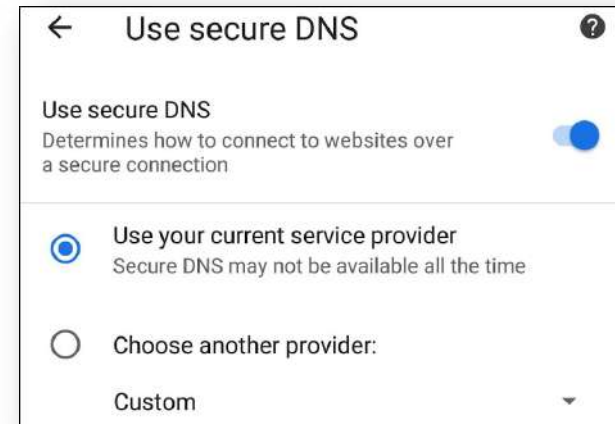 Use secure DNS
Use secure DNS
Determines how to connect to websites over
a secure connection
Use your current service provider
Secure DNS may not be available all the time
Choose another provider:
Custom